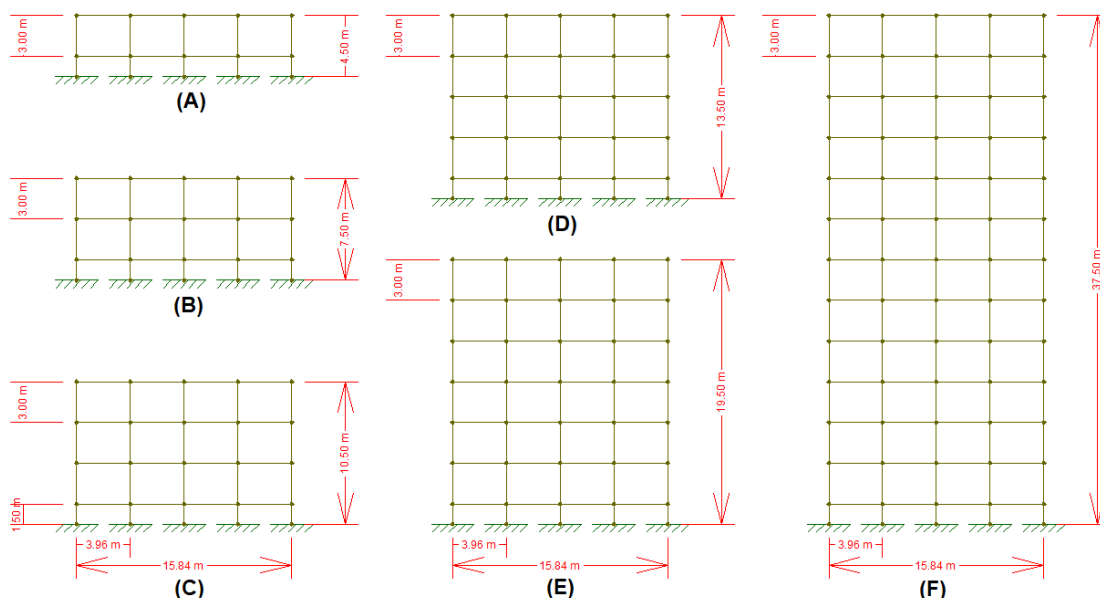 3.00 m
4.50 m
(A)
3.00 m
7.50 m
(B)
3.00 m
10.50 m
1.50 m
3.96 m
15.84 m
(C)
3.00 m
13.50 m
(D)
3.00 m
19.50 m
3.96 m
15.84 m
(E)
3.00 m
37.50 m
3.96 m
15.84 m
(F)